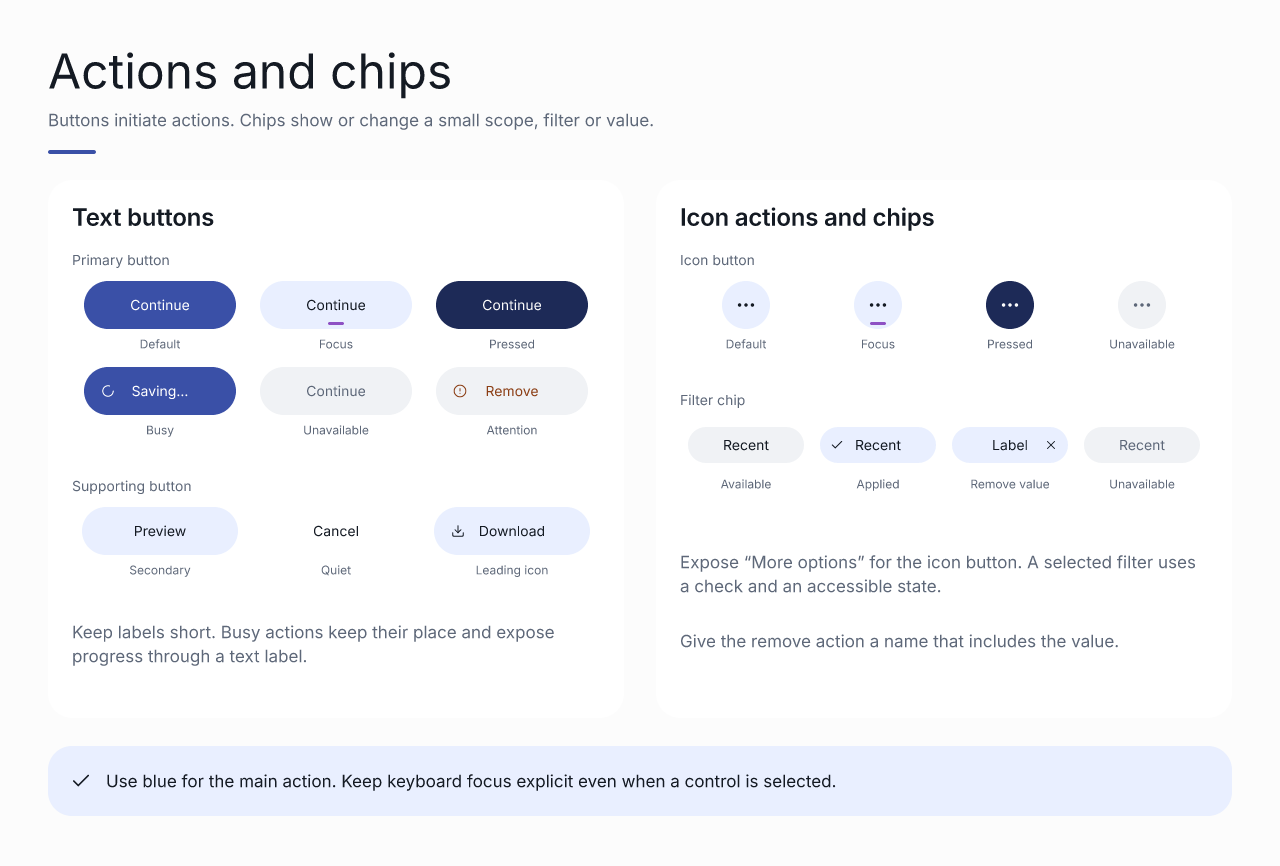 Actions and chips
Buttons initiate actions. Chips show or change a small scope, filter or value.
Text buttons
Primary button
Continue
Continue
Continue
Default
Focus
Pressed
Saving…
Continue
Remove
Busy
Unavailable
Attention
Supporting button
Preview
Cancel
Download
Secondary
Quiet
Leading icon
Keep labels short. Busy actions keep their place and expose
progress through a text label.
Icon actions and chips
Icon button
Default
Focus
Pressed
Unavailable
Filter chip
Recent
Recent
Label
Recent
Available
Applied
Remove value
Unavailable
Expose “More options” for the icon button. A selected filter uses
a check and an accessible state.
Give the remove action a name that includes the value.
Use blue for the main action. Keep keyboard focus explicit even when a control is selected.